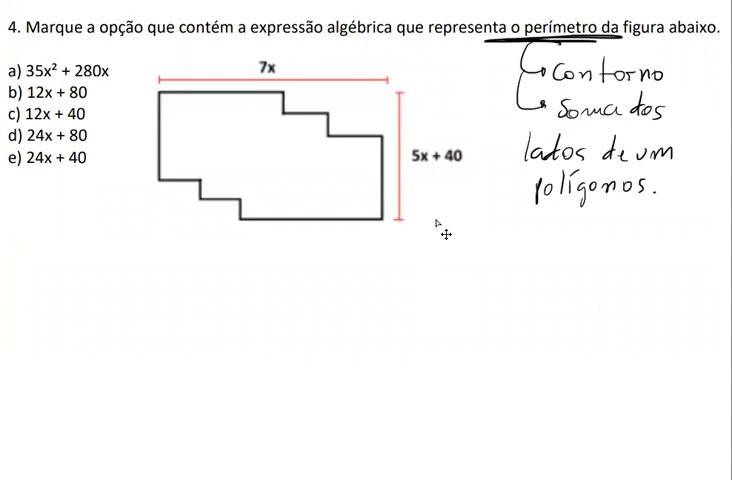 4. Marque a opção que contém a expressão algébrica que representa o perímetro da figura abaixo.
a) 35x² + 280x
b) 12x + 80
c) 12x + 40
d) 24x + 80
e) 24x + 40
7x
5x + 40
contorno
soma dos
lados de um
polígonos.